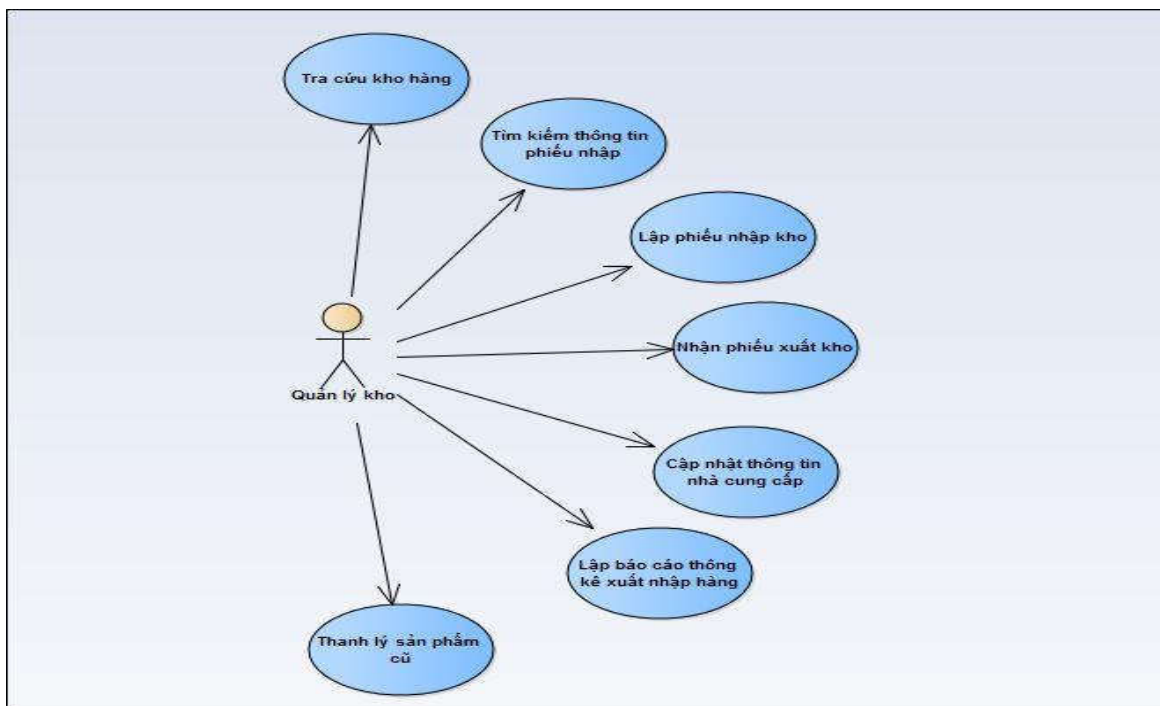 Tra cứu kho hàng
Tìm kiếm thông tin
phiếu nhập
Lập phiếu nhập kho
Nhận phiếu xuất kho
Quản lý kho
Cập nhật thông tin
nhà cung cấp
Lập báo cáo thông
kê xuất nhập hàng
Thanh lý sản phẩm
cũ